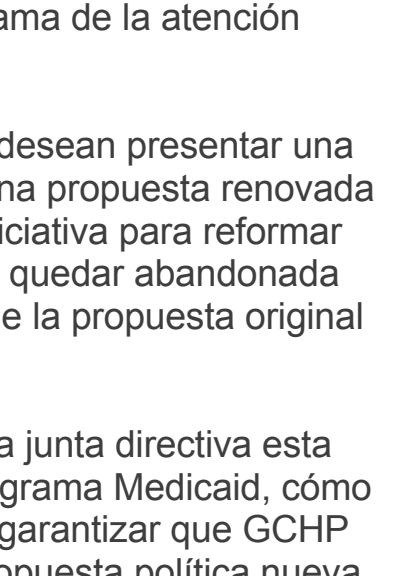 ama de la atención
desean presentar una
na propuesta renovada
iciativa para reformar
quedar abandonada
e la propuesta original
a junta directiva esta
grama Medicaid, cómo
garantizar que GCHP
opuesta política nueva